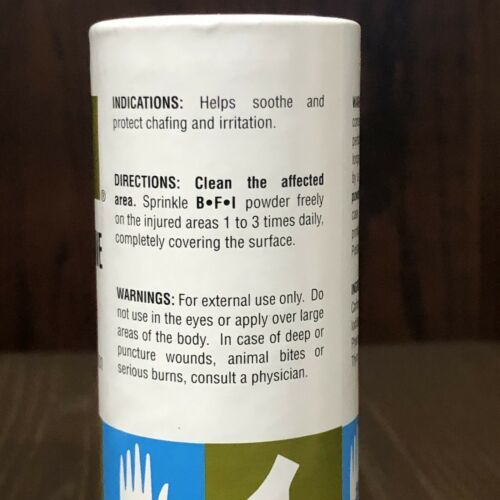 INDICATIONS: Helps soothe and
protect chafing and irritation.
DIRECTIONS: Clean the affected
area. Sprinkle B•F•I powder freely
on the injured areas 1 to 3 times daily,
completely covering the surface.
WARNINGS: For external use only. Do
not use in the eyes or apply over large
areas of the body. In case of deep or
puncture wounds, animal bites or
serious burns, consult a physician.
®